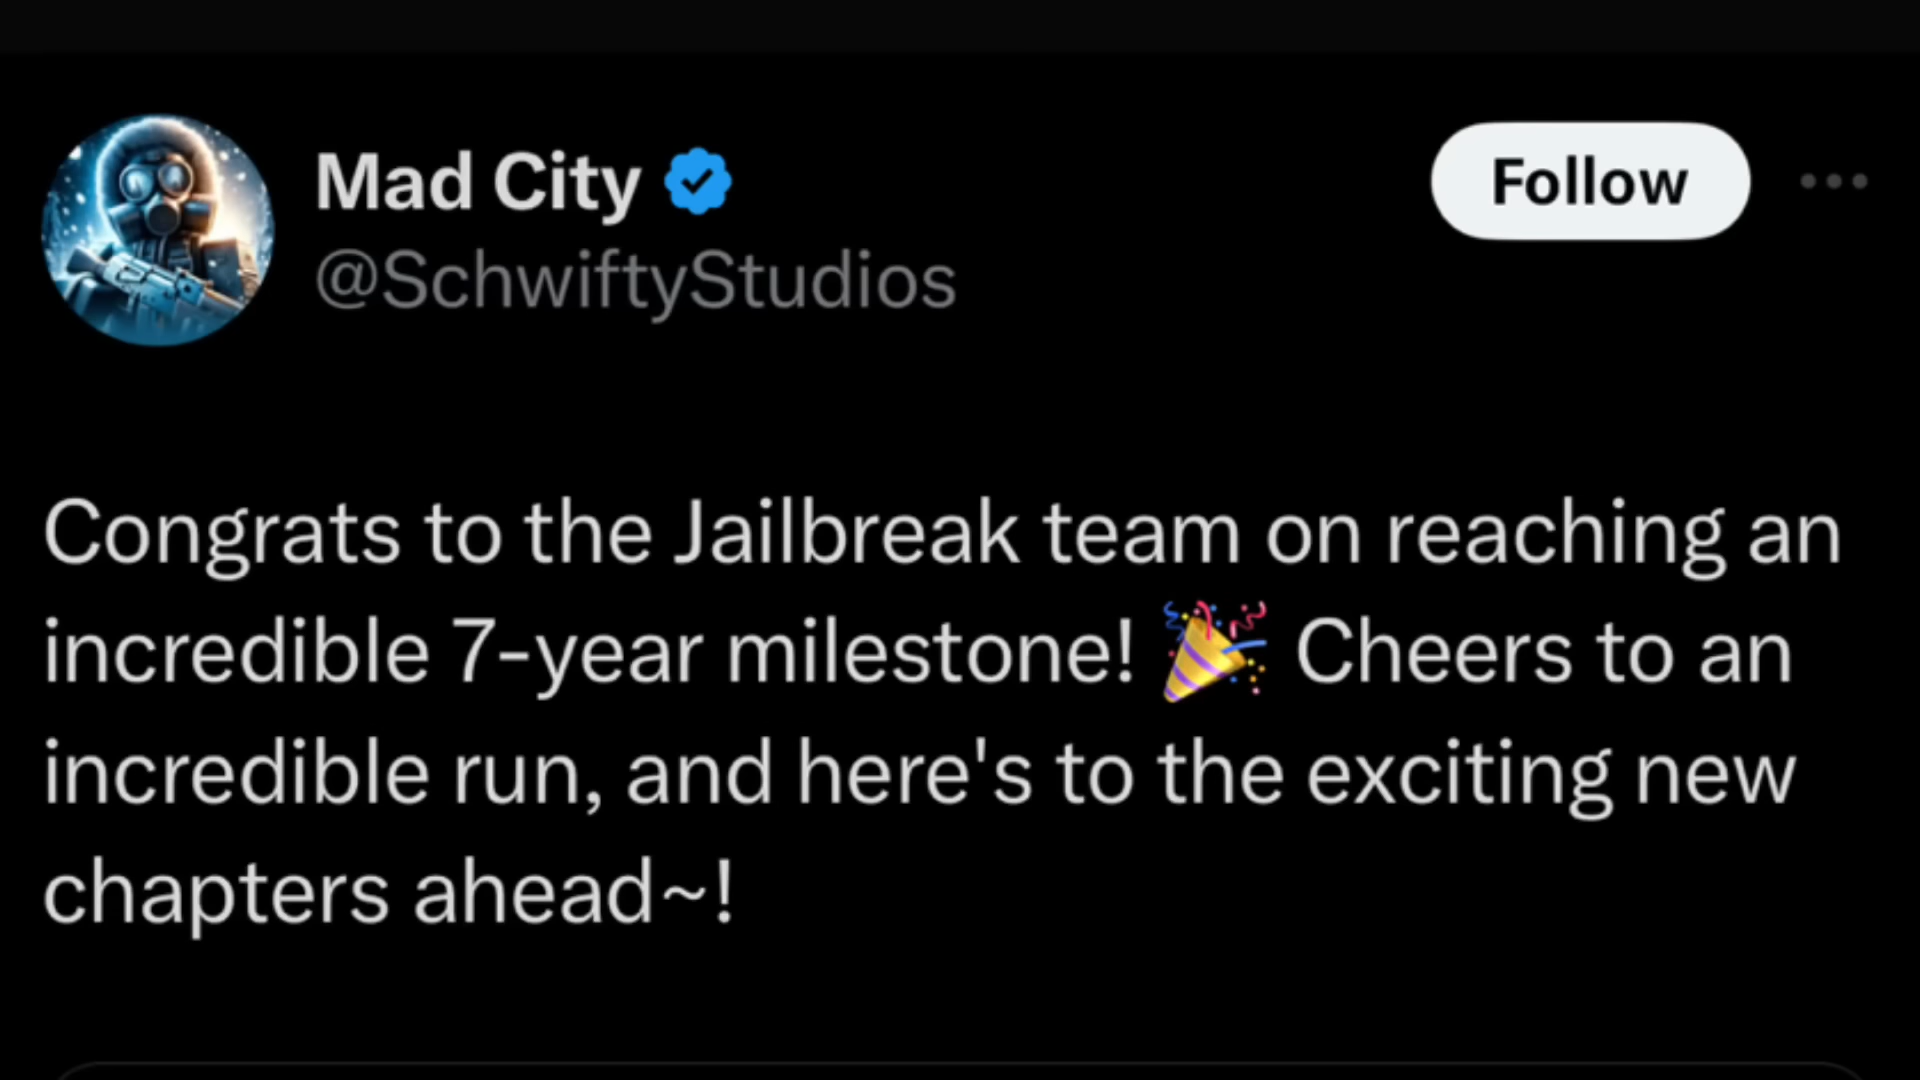 Mad City
Follow
@SchwiftyStudios
Congrats to the Jailbreak team on reaching an
incredible 7-year milestone! 🎉 Cheers to an
incredible run, and here's to the exciting new
chapters ahead~!